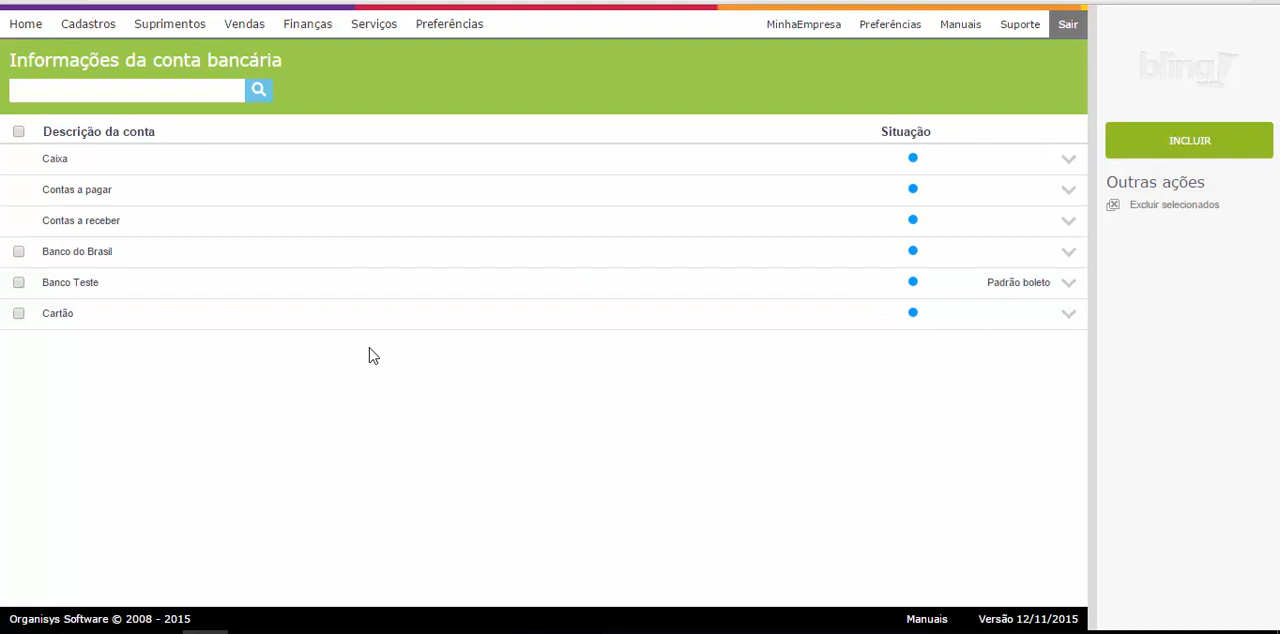 Home Cadastros Suprimentos Vendas Finanças Serviços Preferências MinhaEmpresa Preferências Manuais Suporte Sair
Informações da conta bancária
bling
INCLUIR
Outras ações
Excluir selecionados
Descrição da conta Situação
Caixa
Contas a pagar
Contas a receber
Banco do Brasil
Banco Teste Padrão boleto
Cartão
Organisys Software © 2008 - 2015 Manuais Versão 12/11/2015